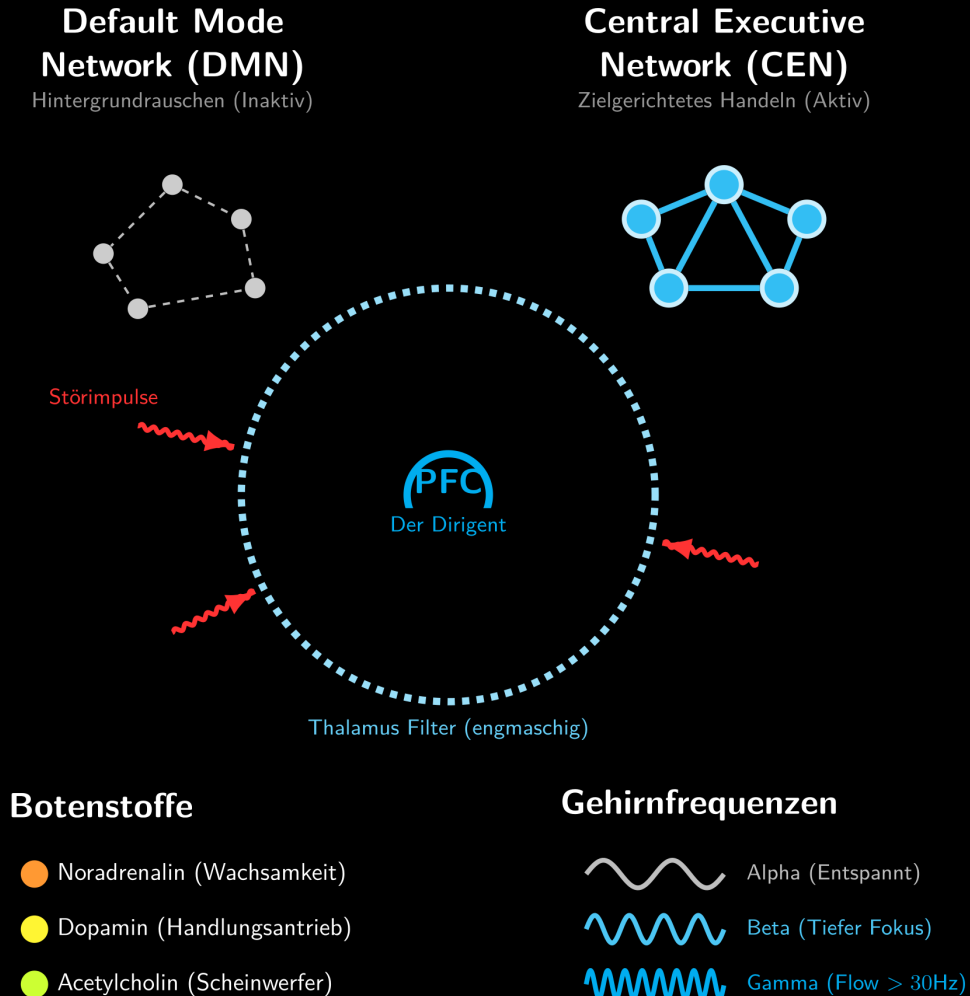 Default Mode
Network (DMN)
Hintergrundrauschen (Inaktiv)
Central Executive
Network (CEN)
Zielgerichtetes Handeln (Aktiv)
Störimpulse
PFC
Der Dirigent
Thalamus Filter (engmaschig)
Botenstoffe
Noradrenalin (Wachsamkeit)
Dopamin (Handlungsantrieb)
Acetylcholin (Scheinwerfer)
Gehirnfrequenzen
Alpha (Entspannt)
Beta (Tiefer Fokus)
Gamma (Flow > 30Hz)